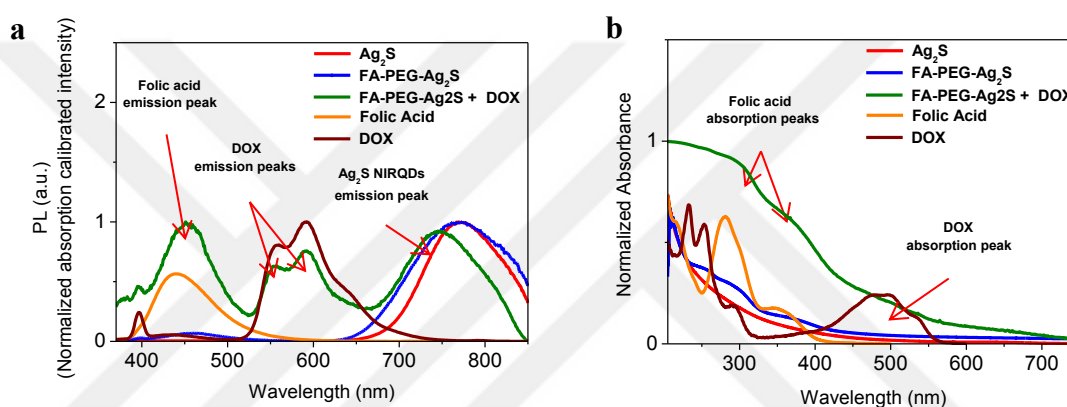 a
PL (a.u.)
(Normalized absorption calibrated intensity)
2
1
0
400
500
600
700
800
Wavelength (nm)
Ag₂S
FA-PEG-Ag₂S
FA-PEG-Ag2S + DOX
Folic Acid
DOX
Folic acid
emission peak
DOX
emission peaks
Ag₂S NIRQDs
emission peak
b
Normalized Absorbance
1
0
300
400
500
600
700
Wavelength (nm)
Ag₂S
FA-PEG-Ag₂S
FA-PEG-Ag2S + DOX
Folic Acid
DOX
Folic acid
absorption peaks
DOX
absorption peak